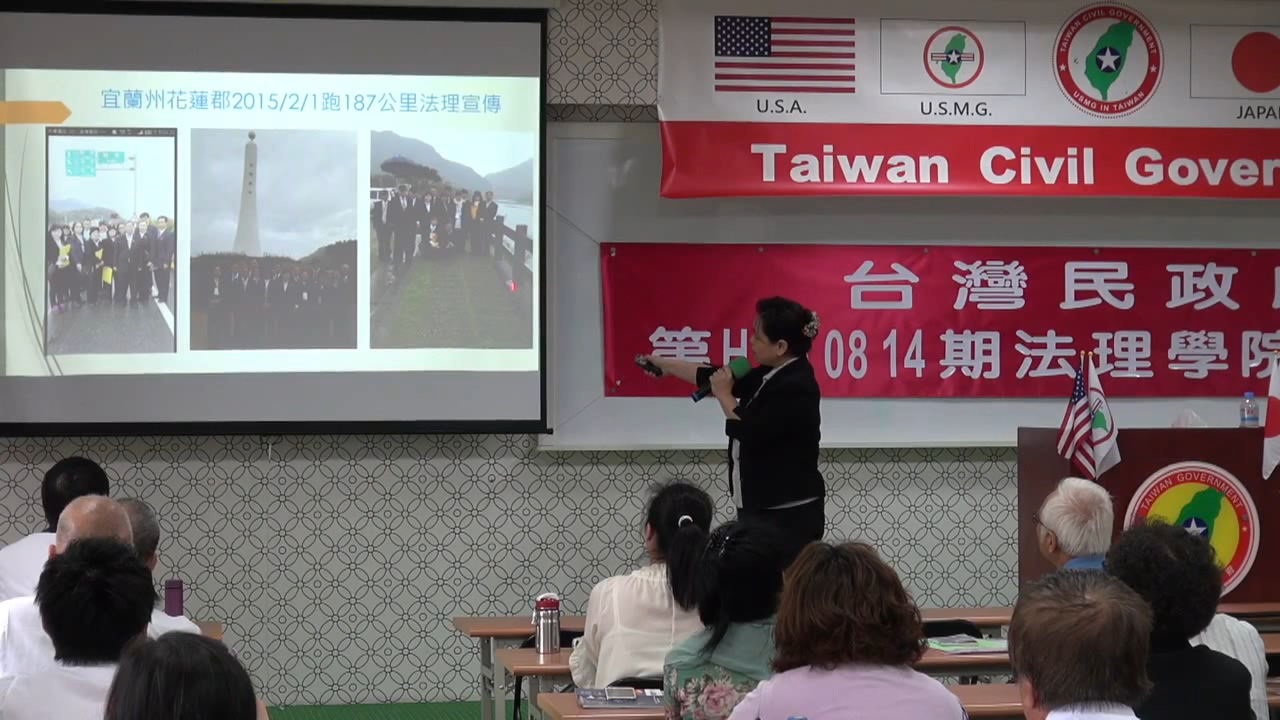 宜蘭州花蓮郡2015/2/1跑187公里法理宣傳
U.S.A.
U.S.M.G.
TAIWAN CIVIL GOVERNMENT
USMG IN TAIWAN
JAPA
Taiwan Civil Gover
台灣民政
第 08 14 期法理學院
TAIWAN GOVERNMENT